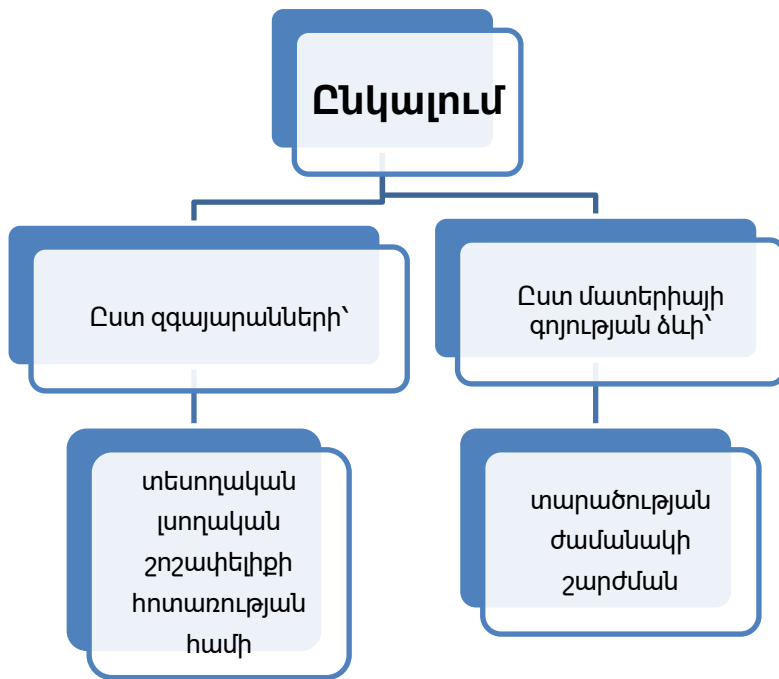 Ընկալում
Ըստ զգայարանների՝
Ըստ մատերիայի
գոյության ձևի՝
տեսողական
լսողական
շոշափելիքի
հոտառության
համի
տարածության
ժամանակի
շարժման